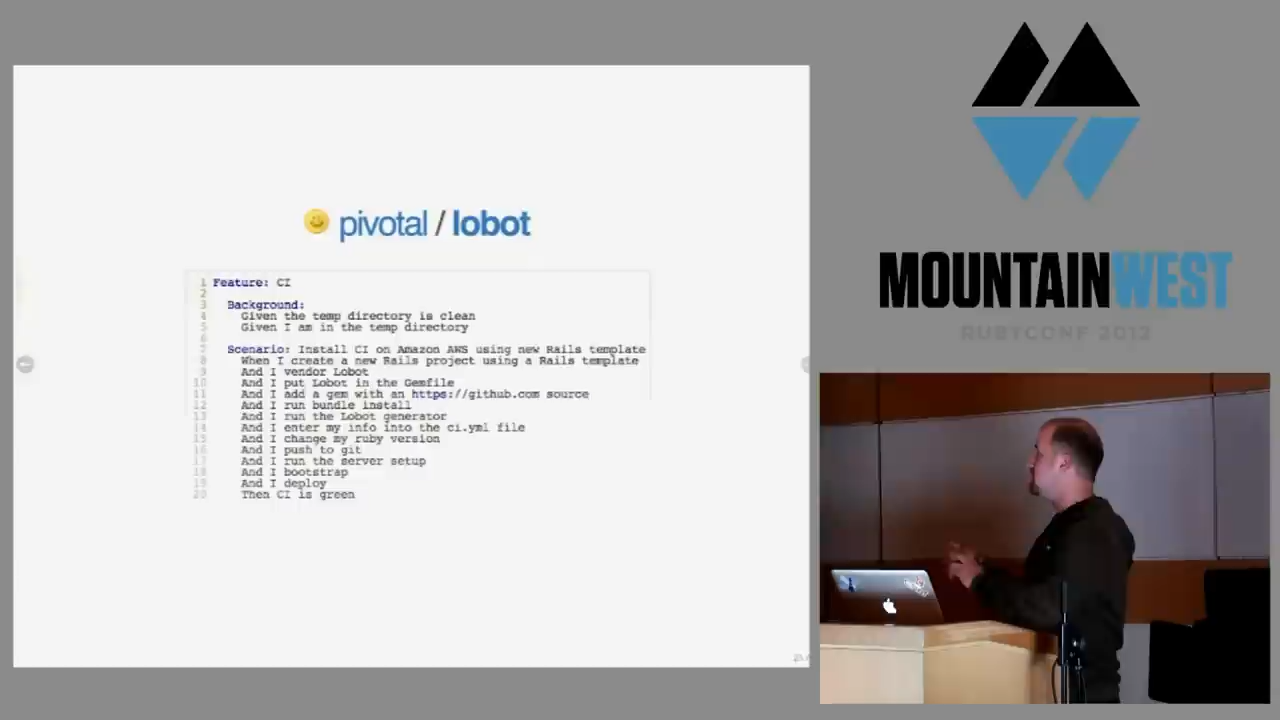 pivotal / lobot
1 Feature: CI
2
3 Background:
4 Given the temp directory is clean
5 Given I am in the temp directory
6
7 Scenario: Install CI on Amazon AWS using new Rails template
8 When I create a new Rails project using a Rails template
9 And I vendor Lobot
10 And I put Lobot in the Gemfile
11 And I add a gem with an https://github.com source
12 And I run bundle install
13 And I run the Lobot generator
14 And I enter my info into the ci.yml file
15 And I change my ruby version
16 And I push to git
17 And I run the server setup
18 And I bootstrap
19 And I deploy
20 Then CI is green
MOUNTAINWEST
RUBYCONF 2012